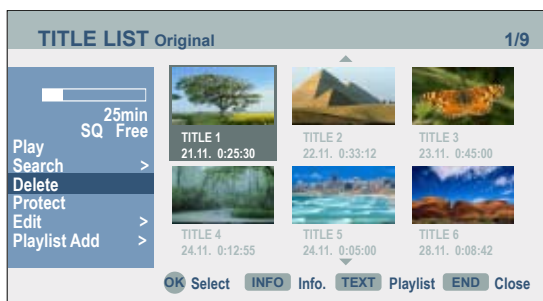 TITLE LIST Original 1/9
25min
SQ Free
Play
Search >
Delete
Protect
Edit >
Playlist Add >
TITLE 1
21.11. 0:25:30
TITLE 2
22.11. 0:33:12
TITLE 3
23.11. 0:45:00
TITLE 4
24.11. 0:12:55
TITLE 5
24.11. 0:05:00
TITLE 6
28.11. 0:08:42
OK Select INFO Info. TEXT Playlist END Close